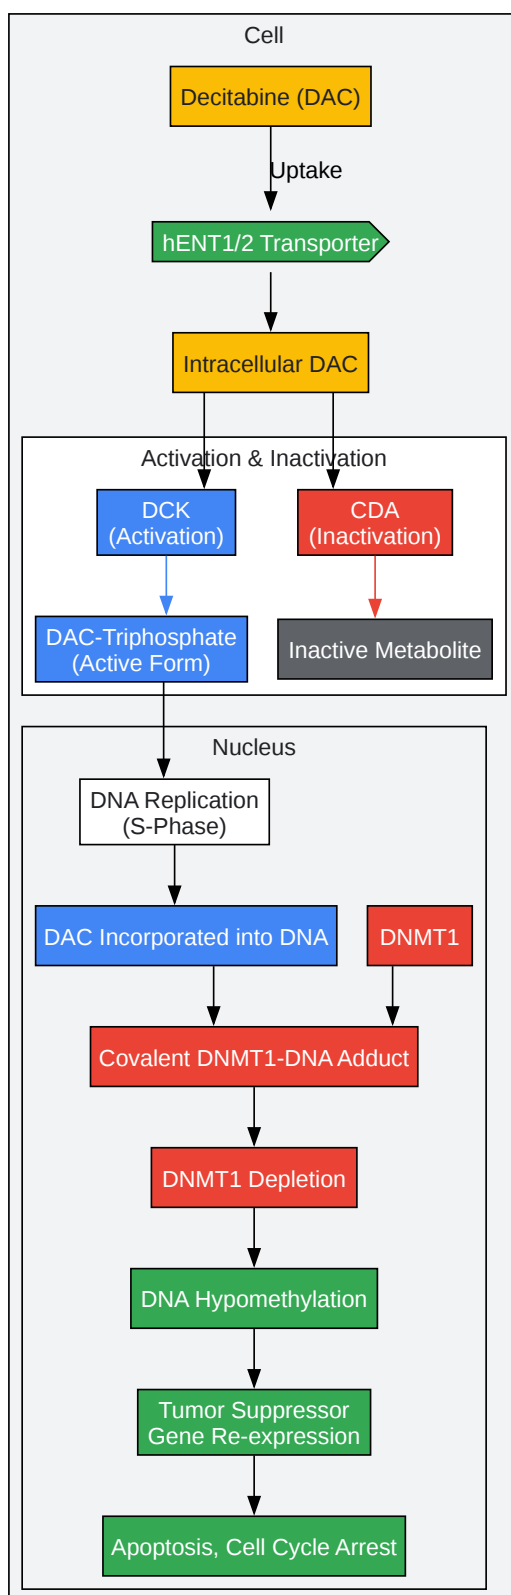 Cell
Decitabine (DAC)
Uptake
hENT1/2 Transporter
Intracellular DAC
Activation & Inactivation
DCK
(Activation)
CDA
(Inactivation)
DAC-Triphosphate
(Active Form)
Inactive Metabolite
Nucleus
DNA Replication
(S-Phase)
DAC Incorporated into DNA
DNMT1
Covalent DNMT1-DNA Adduct
DNMT1 Depletion
DNA Hypomethylation
Tumor Suppressor
Gene Re-expression
Apoptosis, Cell Cycle Arrest